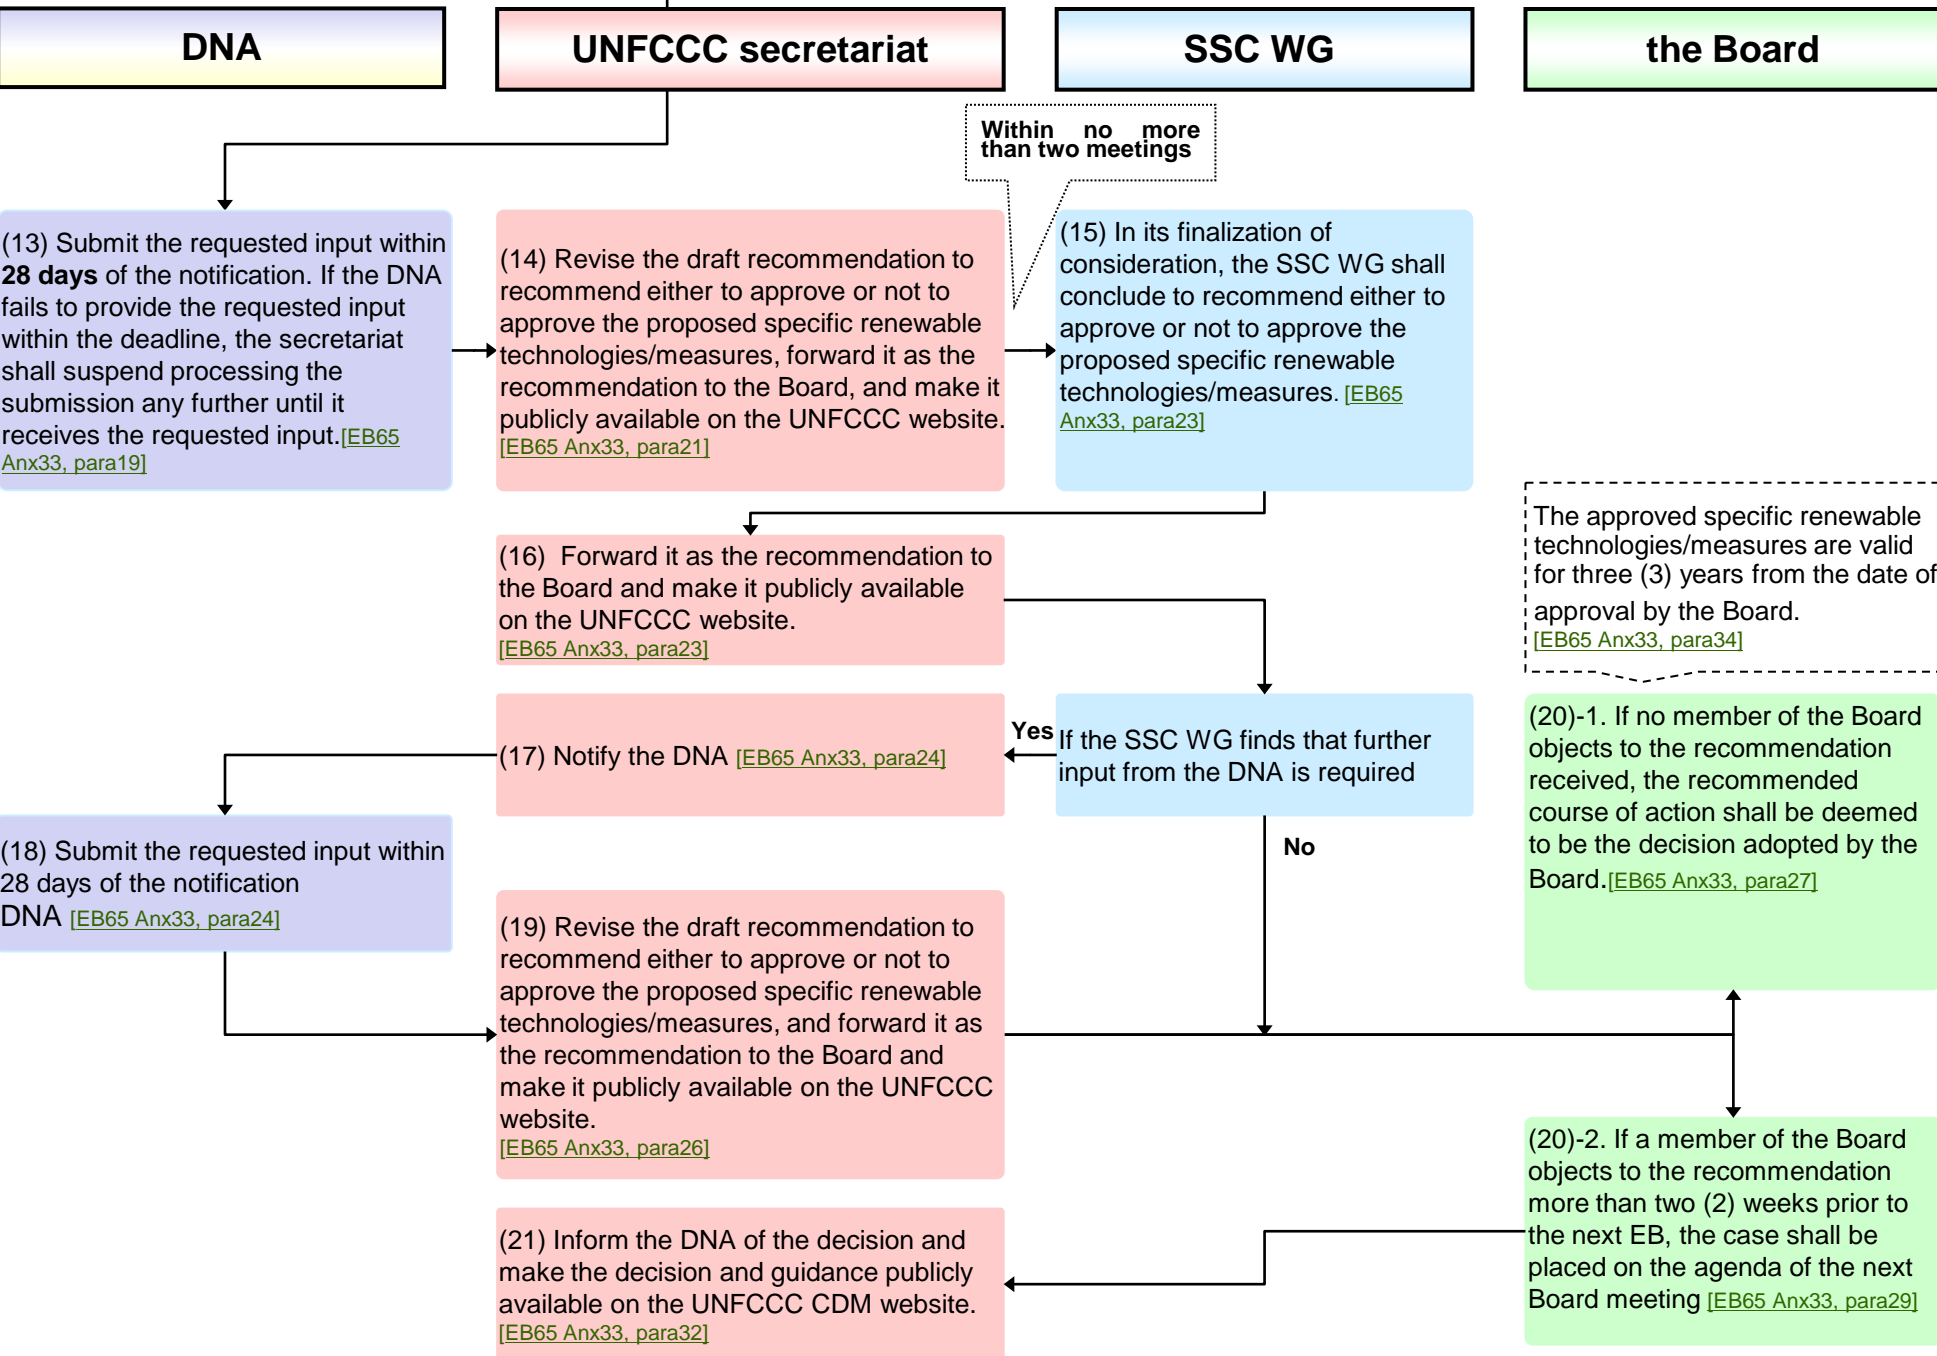 DNA
UNFCCC secretariat
SSC WG
the Board
Within no more
than two meetings
(13) Submit the requested input within
28 days of the notification. If the DNA
fails to provide the requested input
within the deadline, the secretariat
shall suspend processing the
submission any further until it
receives the requested input.[EB65
Anx33, para19]
(14) Revise the draft recommendation to
recommend either to approve or not to
approve the proposed specific renewable
technologies/measures, forward it as the
recommendation to the Board, and make it
publicly available on the UNFCCC website.
[EB65 Anx33, para21]
(15) In its finalization of
consideration, the SSC WG shall
conclude to recommend either to
approve or not to approve the
proposed specific renewable
technologies/measures. [EB65
Anx33, para23]
(16)  Forward it as the recommendation to
the Board and make it publicly available
on the UNFCCC website.
[EB65 Anx33, para23]
The approved specific renewable
technologies/measures are valid
for three (3) years from the date of
approval by the Board.
[EB65 Anx33, para34]
(17) Notify the DNA [EB65 Anx33, para24]
Yes
If the SSC WG finds that further
input from the DNA is required
No
(20)-1. If no member of the Board
objects to the recommendation
received, the recommended
course of action shall be deemed
to be the decision adopted by the
Board.[EB65 Anx33, para27]
(18) Submit the requested input within
28 days of the notification
DNA [EB65 Anx33, para24]
(19) Revise the draft recommendation to
recommend either to approve or not to
approve the proposed specific renewable
technologies/measures, and forward it as
the recommendation to the Board and
make it publicly available on the UNFCCC
website.
[EB65 Anx33, para26]
(20)-2. If a member of the Board
objects to the recommendation
more than two (2) weeks prior to
the next EB, the case shall be
placed on the agenda of the next
Board meeting [EB65 Anx33, para29]
(21) Inform the DNA of the decision and
make the decision and guidance publicly
available on the UNFCCC CDM website.
[EB65 Anx33, para32]